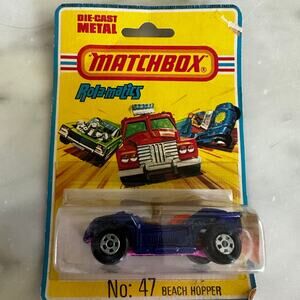 DIE-CAST
METAL
MATCHBOX
®
Rola-matics
No: 47 BEACH HOPPER